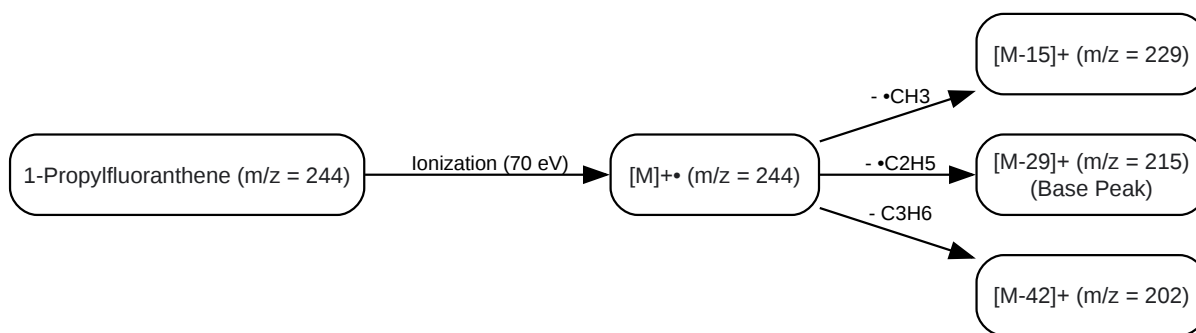 1-Propylfluoranthene (m/z = 244)
Ionization (70 eV)
[M]+• (m/z = 244)
- •CH3
[M-15]+ (m/z = 229)
- •C2H5
[M-29]+ (m/z = 215)
(Base Peak)
- C3H6
[M-42]+ (m/z = 202)